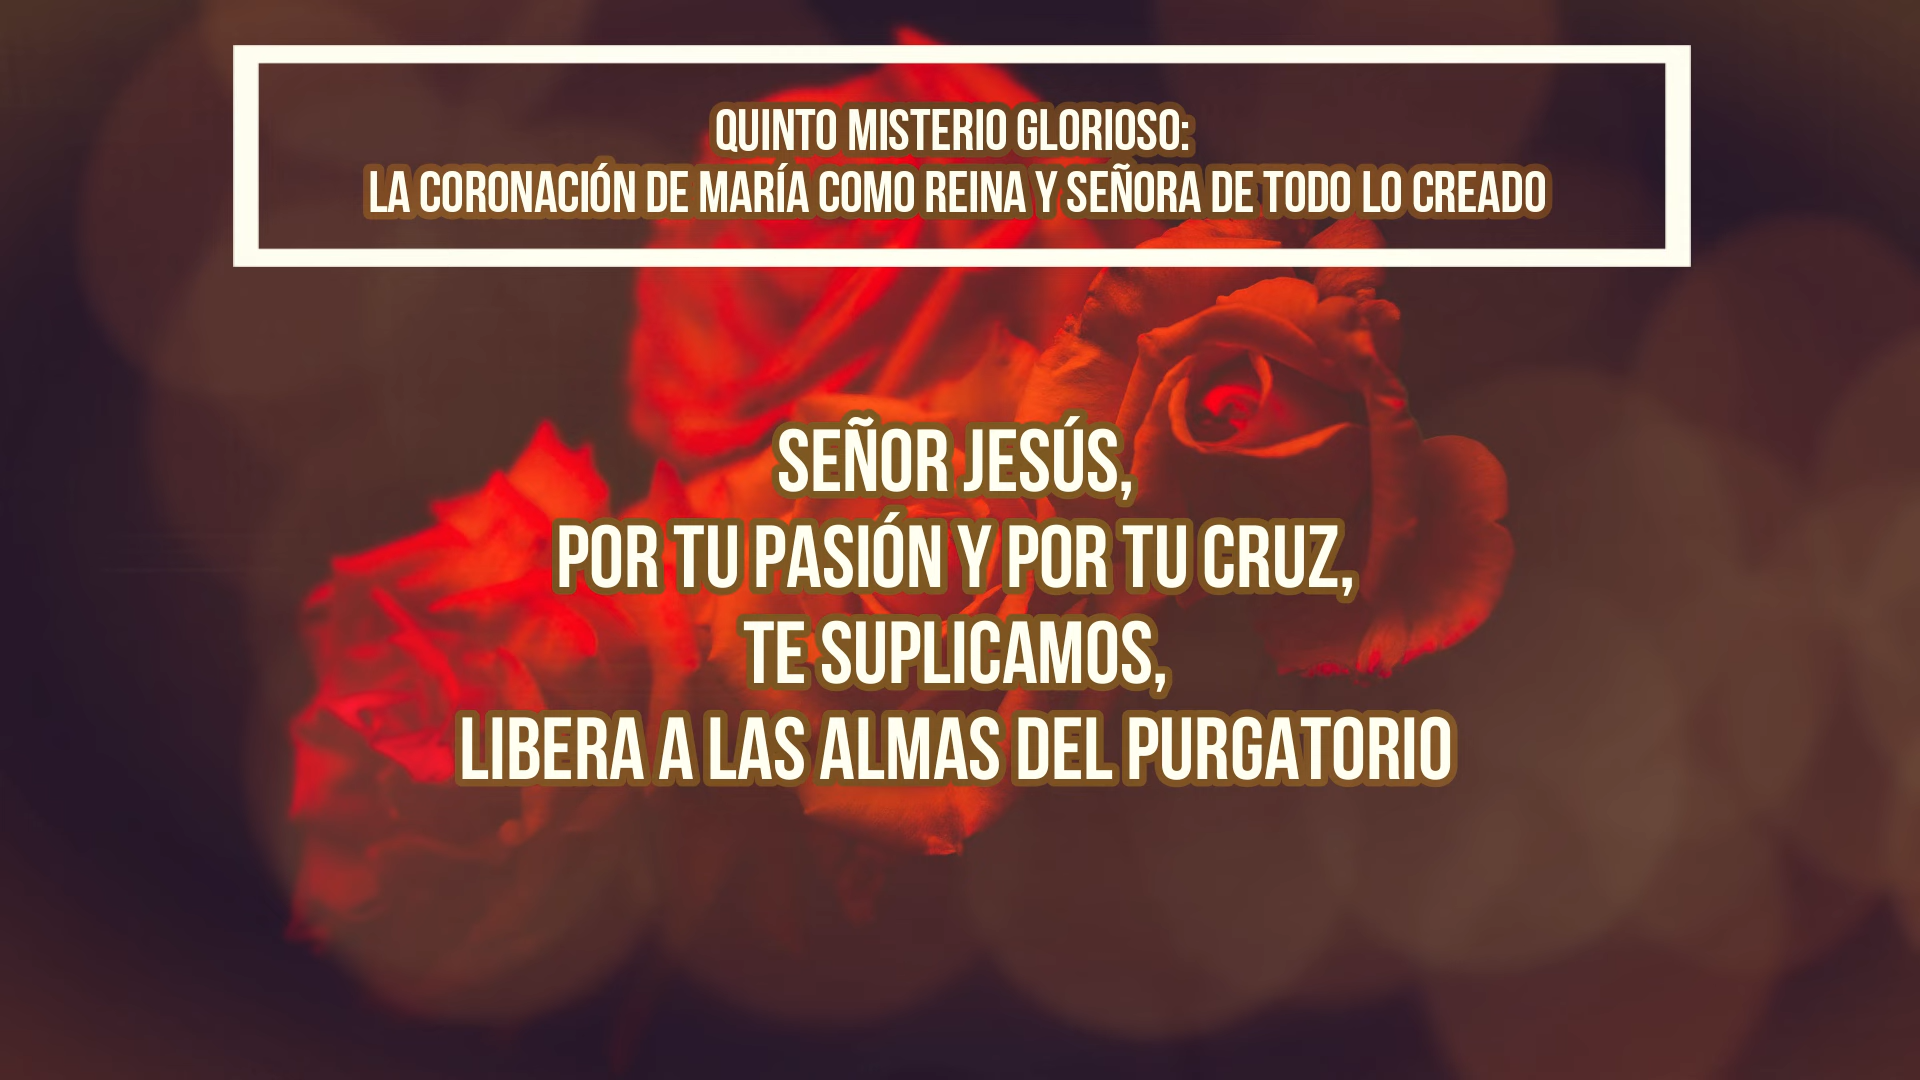 QUINTO MISTERIO GLORIOSO:
LA CORONACIÓN DE MARÍA COMO REINA Y SEÑORA DE TODO LO CREADO
SEÑOR JESÚS,
POR TU PASIÓN Y POR TU CRUZ,
TE SUPLICAMOS,
LIBERA A LAS ALMAS DEL PURGATORIO